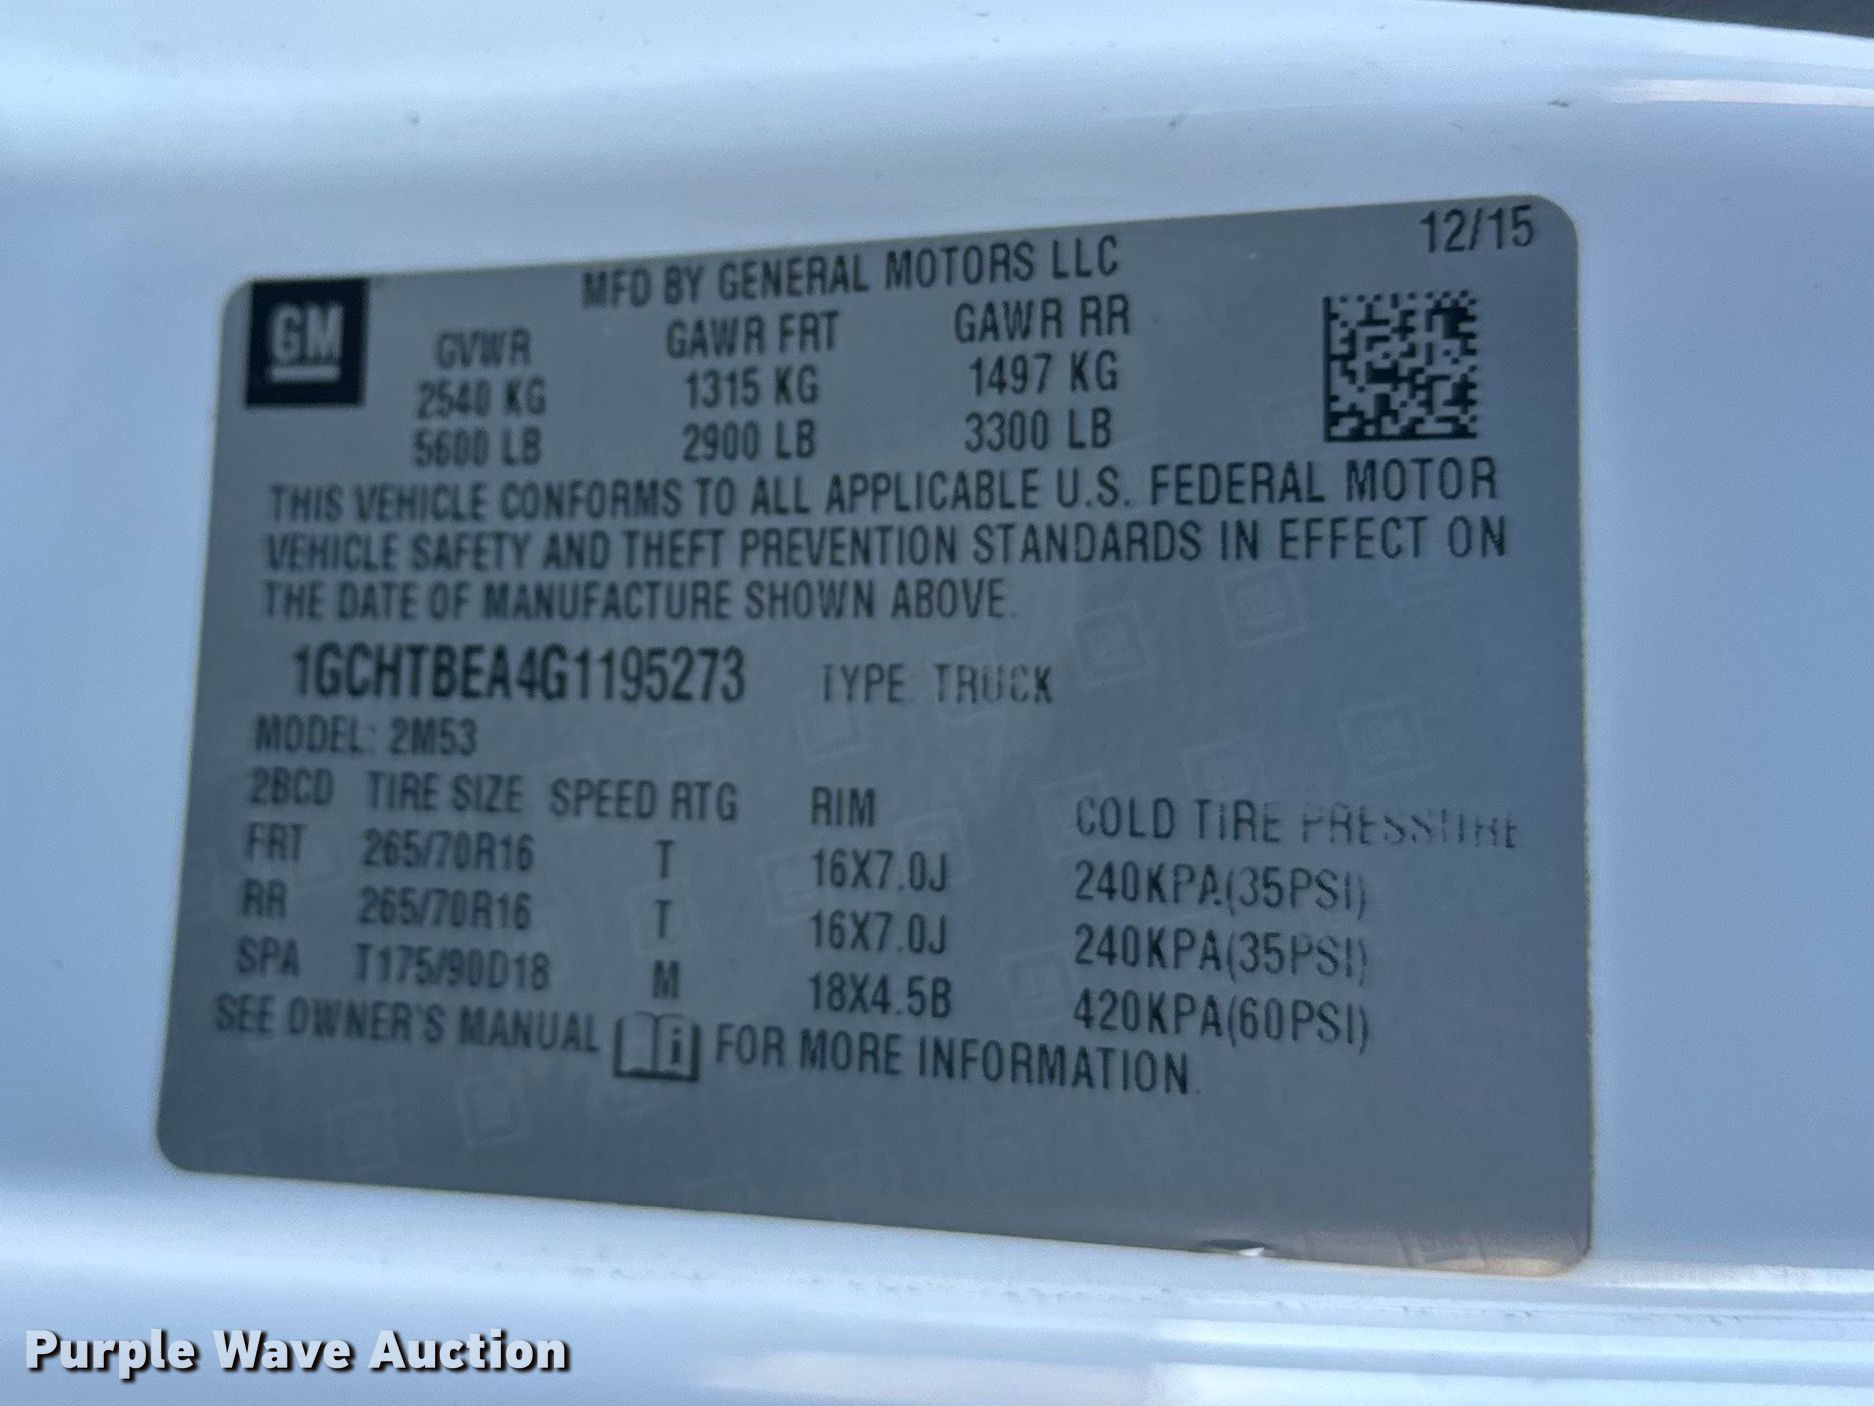 12/15
MFD BY GENERAL MOTORS LLC
GM
GVWR GAWR FRT GAWR RR
2540 KG 1315 KG 1497 KG
5600 LB 2900 LB 3300 LB
THIS VEHICLE CONFORMS TO ALL APPLICABLE U.S. FEDERAL MOTOR
VEHICLE SAFETY AND THEFT PREVENTION STANDARDS IN EFFECT ON
THE DATE OF MANUFACTURE SHOWN ABOVE.
1GCHTBEA4G1195273 TYPE: TRUCK
MODEL: 2M53
2BCD TIRE SIZE SPEED RTG RIM COLD TIRE PRESSURE
FRT 265/70R16 T 16X7.0J 240KPA(35PSI)
RR 265/70R16 T 16X7.0J 240KPA(35PSI)
SPA T175/90D18 M 18X4.5B 420KPA(60PSI)
SEE OWNER'S MANUAL i FOR MORE INFORMATION.
Purple Wave Auction